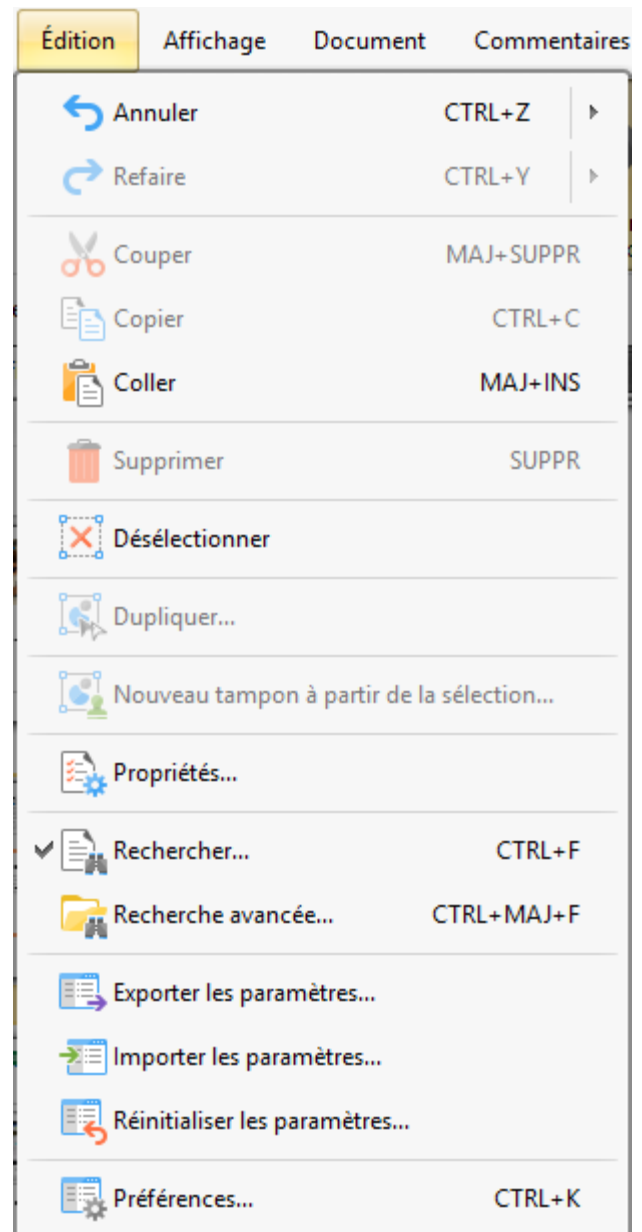 Édition Affichage Document Commentaires
Annuler CTRL+Z
Refaire CTRL+Y
Couper MAJ+SUPPR
Copier CTRL+C
Coller MAJ+INS
Supprimer SUPPR
Désélectionner
Dupliquer...
Nouveau tampon à partir de la sélection...
Propriétés...
Rechercher... CTRL+F
Recherche avancée... CTRL+MAJ+F
Exporter les paramètres...
Importer les paramètres...
Réinitialiser les paramètres...
Préférences... CTRL+K